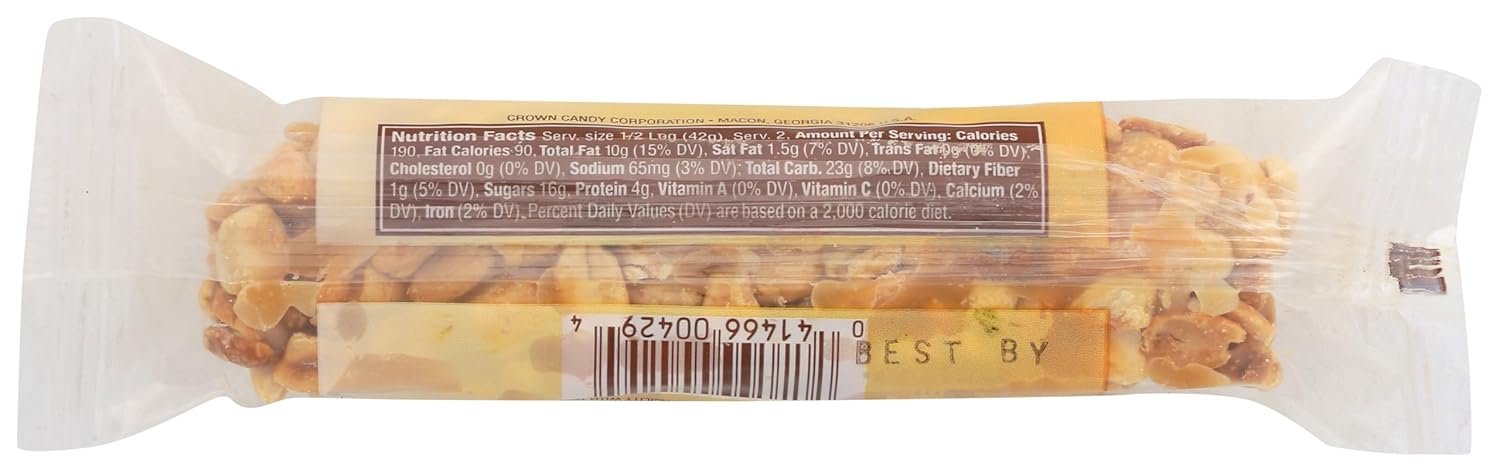 CROWN CANDY CORPORATION - MACON, GEORGIA 31206 U.S.A.
Nutrition Facts Serv. size 1/2 Log (42g), Serv. 2, Amount Per Serving: Calories
190, Fat Calories 90, Total Fat 10g (15% DV), Sat Fat 1.5g (7% DV), Trans Fat 0g (0% DV),
Cholesterol 0g (0% DV), Sodium 65mg (3% DV), Total Carb. 23g (8% DV), Dietary Fiber
1g (5% DV), Sugars 16g, Protein 4g, Vitamin A (0% DV), Vitamin C (0% DV), Calcium (2%
DV), Iron (2% DV), Percent Daily Values (DV) are based on a 2,000 calorie diet.
0 41466 00429 4
BEST BY